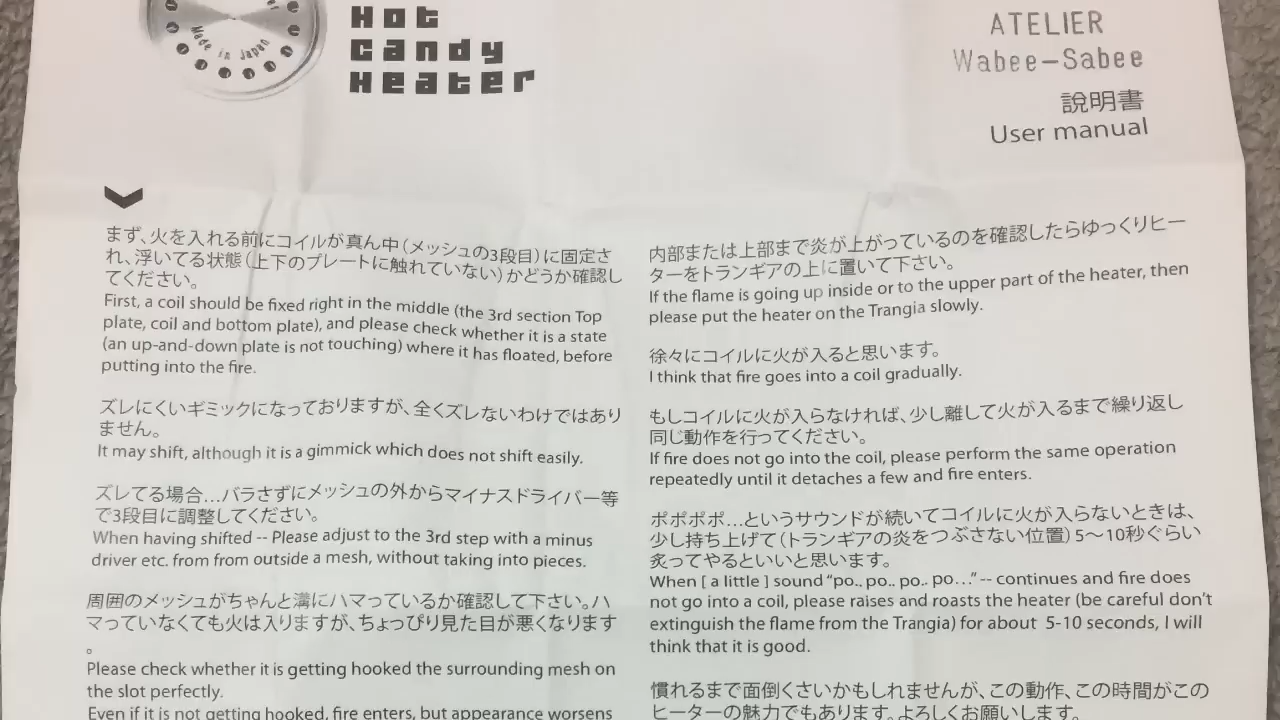 Made in Japan
Hot
Candy
Heater
ATELIER
Wabee-Sabee
説明書
User manual
まず、火を入れる前にコイルが真ん中(メッシュの3段目)に固定さ
れ、浮いてる状態(上下のプレートに触れていない)かどうか確認し
てください。
First, a coil should be fixed right in the middle (the 3rd section Top
plate, coil and bottom plate), and please check whether it is a state
(an up-and-down plate is not touching) where it has floated, before
putting into the fire.
ズレにくいギミックになっておりますが、全くズレないわけではあり
ません。
It may shift, although it is a gimmick which does not shift easily.
ズレてる場合...バラさずにメッシュの外からマイナスドライバー等
で3段目に調整してください。
When having shifted -- Please adjust to the 3rd step with a minus
driver etc. from from outside a mesh, without taking into pieces.
周囲のメッシュがちゃんと溝にハマっているか確認して下さい。ハ
マっていなくても火は入りますが、ちょっぴり見た目が悪くなります
。
Please check whether it is getting hooked the surrounding mesh on
the slot perfectly.
Even if it is not getting hooked, fire enters, but appearance worsens
内部または上部まで炎が上がっているのを確認したらゆっくりヒー
ターをトランギアの上に置いて下さい。
If the flame is going up inside or to the upper part of the heater, then
please put the heater on the Trangia slowly.
徐々にコイルに火が入ると思います。
I think that fire goes into a coil gradually.
もしコイルに火が入らなければ、少し離して火が入るまで繰り返し
同じ動作を行ってください。
If fire does not go into the coil, please perform the same operation
repeatedly until it detaches a few and fire enters.
ポポポポ...というサウンドが続いてコイルに火が入らないときは、
少し持ち上げて(トランギアの炎をつぶさない位置)5〜10秒ぐらい
炙ってやるといいと思います。
When [ a little ] sound “po.. po.. po.. po...” -- continues and fire does
not go into a coil, please raises and roasts the heater (be careful don’t
extinguish the flame from the Trangia) for about 5-10 seconds, I will
think that it is good.
慣れるまで面倒くさいかもしれませんが、この動作、この時間がこの
ヒーターの魅力でもあります。よろしくお願いします。